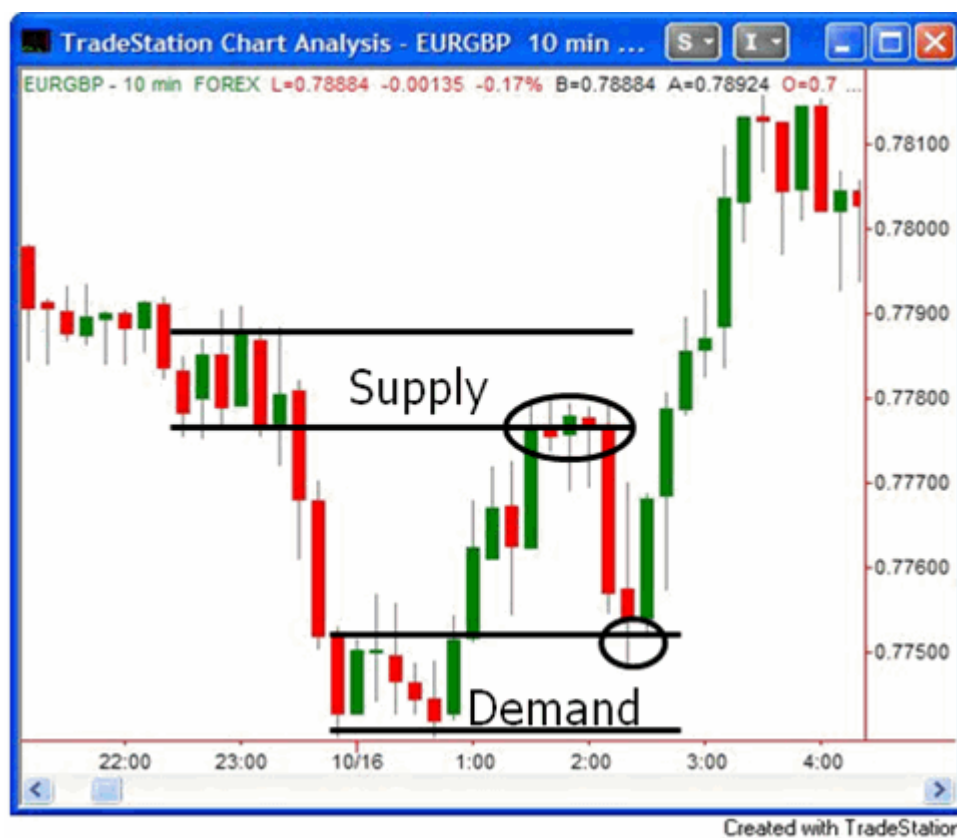 TradeStation Chart Analysis - EURGBP 10 min ...
S
I
EURGBP - 10 min FOREX L=0.78884 -0.00135 -0.17% B=0.78884 A=0.78924 O=0.7 ...
0.78100
0.78000
0.77900
Supply
0.77800
0.77700
0.77600
0.77500
Demand
22:00 23:00 10/16 1:00 2:00 3:00 4:00
Created with TradeStation